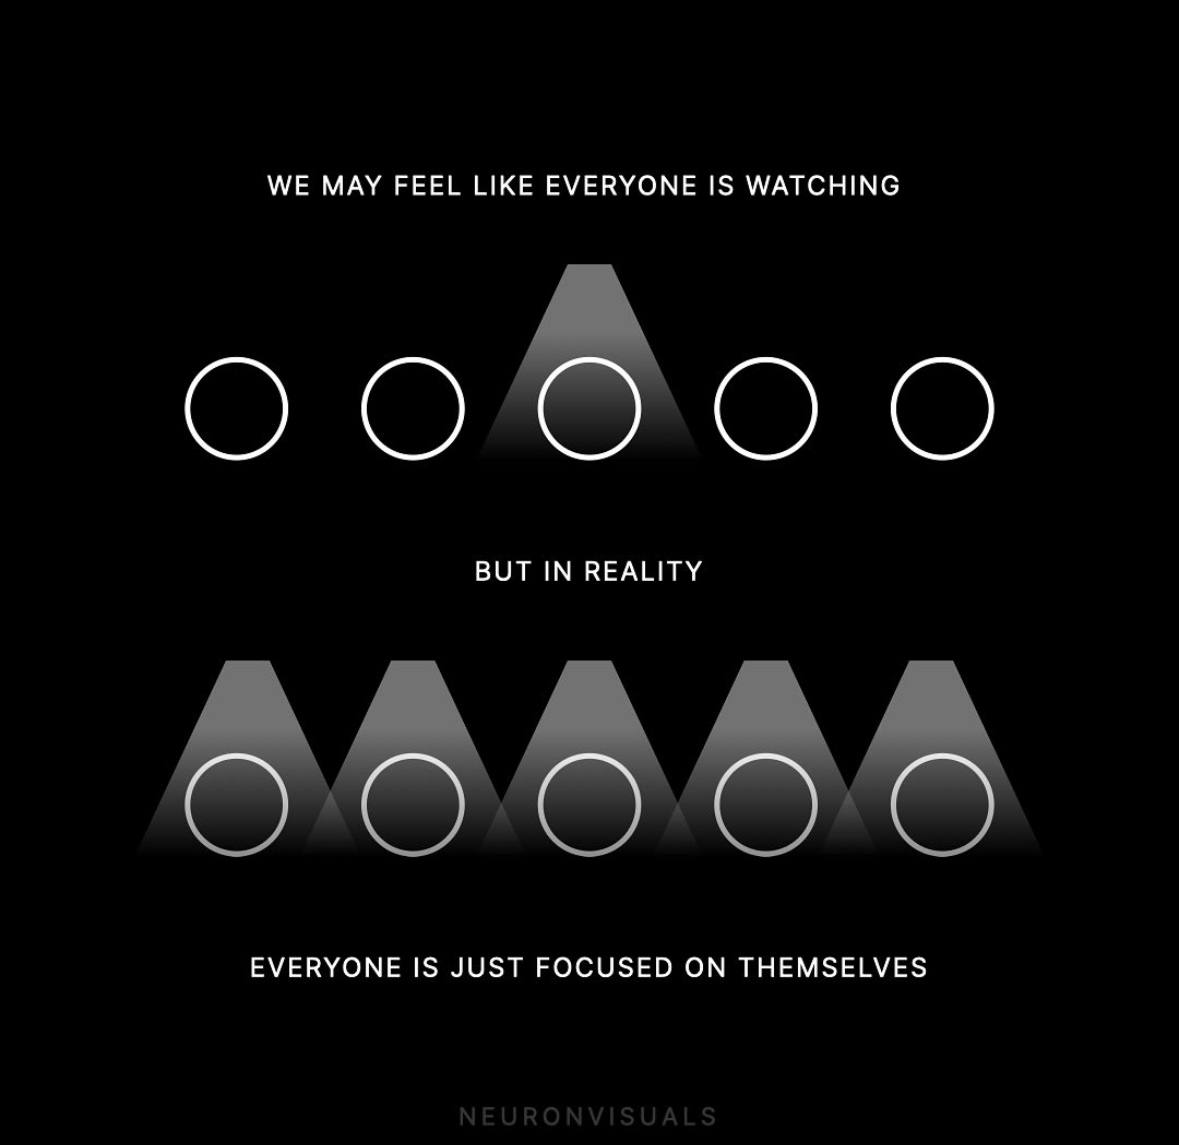 WE MAY FEEL LIKE EVERYONE IS WATCHING
BUT IN REALITY
EVERYONE IS JUST FOCUSED ON THEMSELVES
NEURONVISUALS